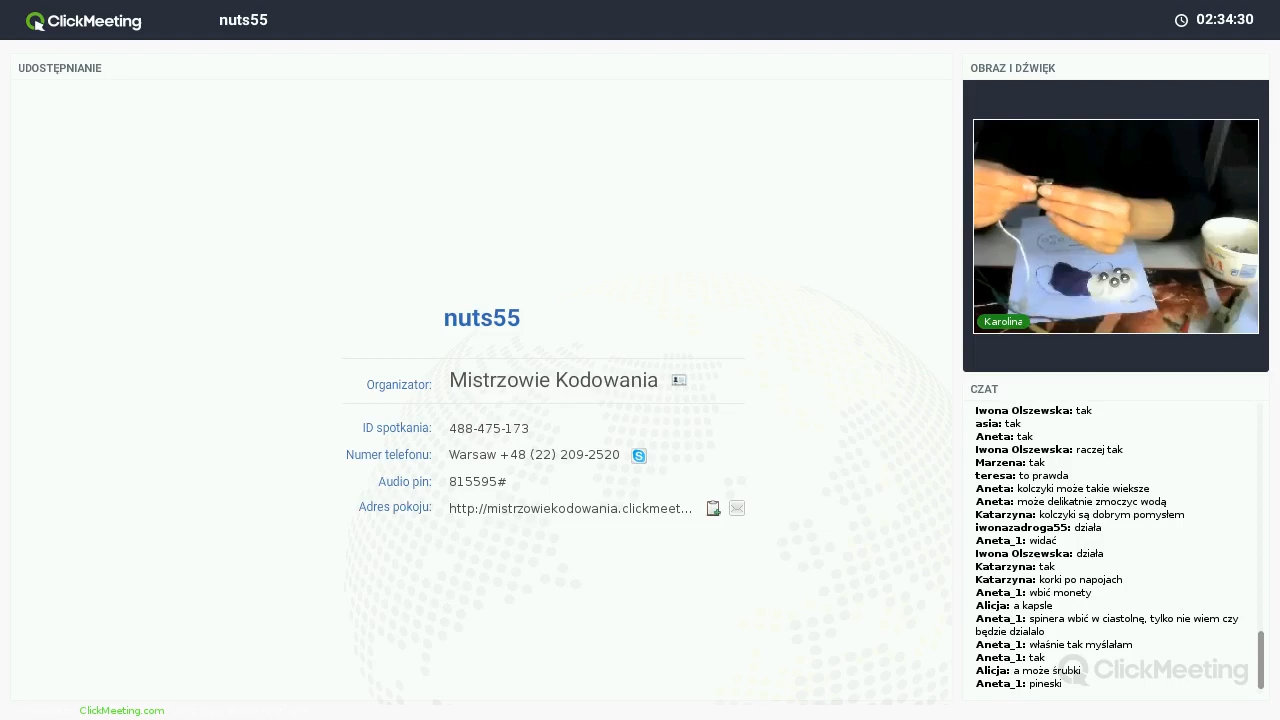 ClickMeeting
nuts55
02:34:30
UDOSTĘPNIANIE
OBRAZ I DŹWIĘK
Karolina
nuts55
Organizator: Mistrzowie Kodowania
ID spotkania: 488-475-173
Numer telefonu: Warsaw +48 (22) 209-2520
Audio pin: 815595#
Adres pokoju: http://mistrzowiekodowania.clickmeet...
CZAT
Iwona Olszewska: tak
asia: tak
Aneta: tak
Iwona Olszewska: raczej tak
Marzena: tak
teresa: to prawda
Aneta: kolczyki może takie wieksze
Aneta: może delikatnie zmoczyc wodą
Katarzyna: kolczyki są dobrym pomysłem
iwonazadroga55: działa
Aneta_1: widać
Iwona Olszewska: działa
Katarzyna: tak
Katarzyna: korki po napojach
Aneta_1: wbić monety
Alicja: a kapsle
Aneta_1: spinera wbić w ciastolnę, tylko nie wiem czy
będzie dzialalo
Aneta_1: właśnie tak myślałam
Aneta_1: tak
Alicja: a może śrubki
Aneta_1: pineski
ClickMeeting
ClickMeeting.com